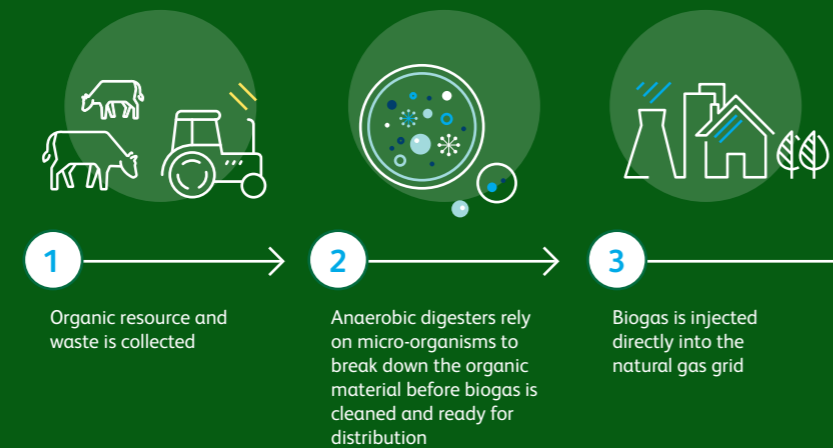 1
Organic resource and
waste is collected
2
Anaerobic digesters rely
on micro-organisms to
break down the organic
material before biogas is
cleaned and ready for
distribution
3
Biogas is injected
directly into the
natural gas grid